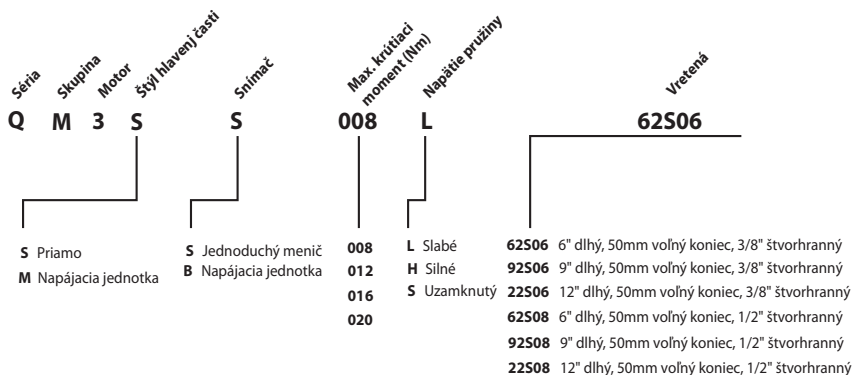 Séria
Skupina
Motor
Štýl hlavenj časti
Snímač
Max. krútiaci
moment (Nm)
Napätie pružiny
Vretená
Q M 3 S S 008 L 62S06
S Priamo
M Napájacia jednotka
S Jednoduchý menič
B Napájacia jednotka
008
012
016
020
L Slabé
H Silné
S Uzamknutý
62S06 6" dlhý, 50mm voľný koniec, 3/8" štvorhranný
92S06 9" dlhý, 50mm voľný koniec, 3/8" štvorhranný
22S06 12" dlhý, 50mm voľný koniec, 3/8" štvorhranný
62S08 6" dlhý, 50mm voľný koniec, 1/2" štvorhranný
92S08 9" dlhý, 50mm voľný koniec, 1/2" štvorhranný
22S08 12" dlhý, 50mm voľný koniec, 1/2" štvorhranný